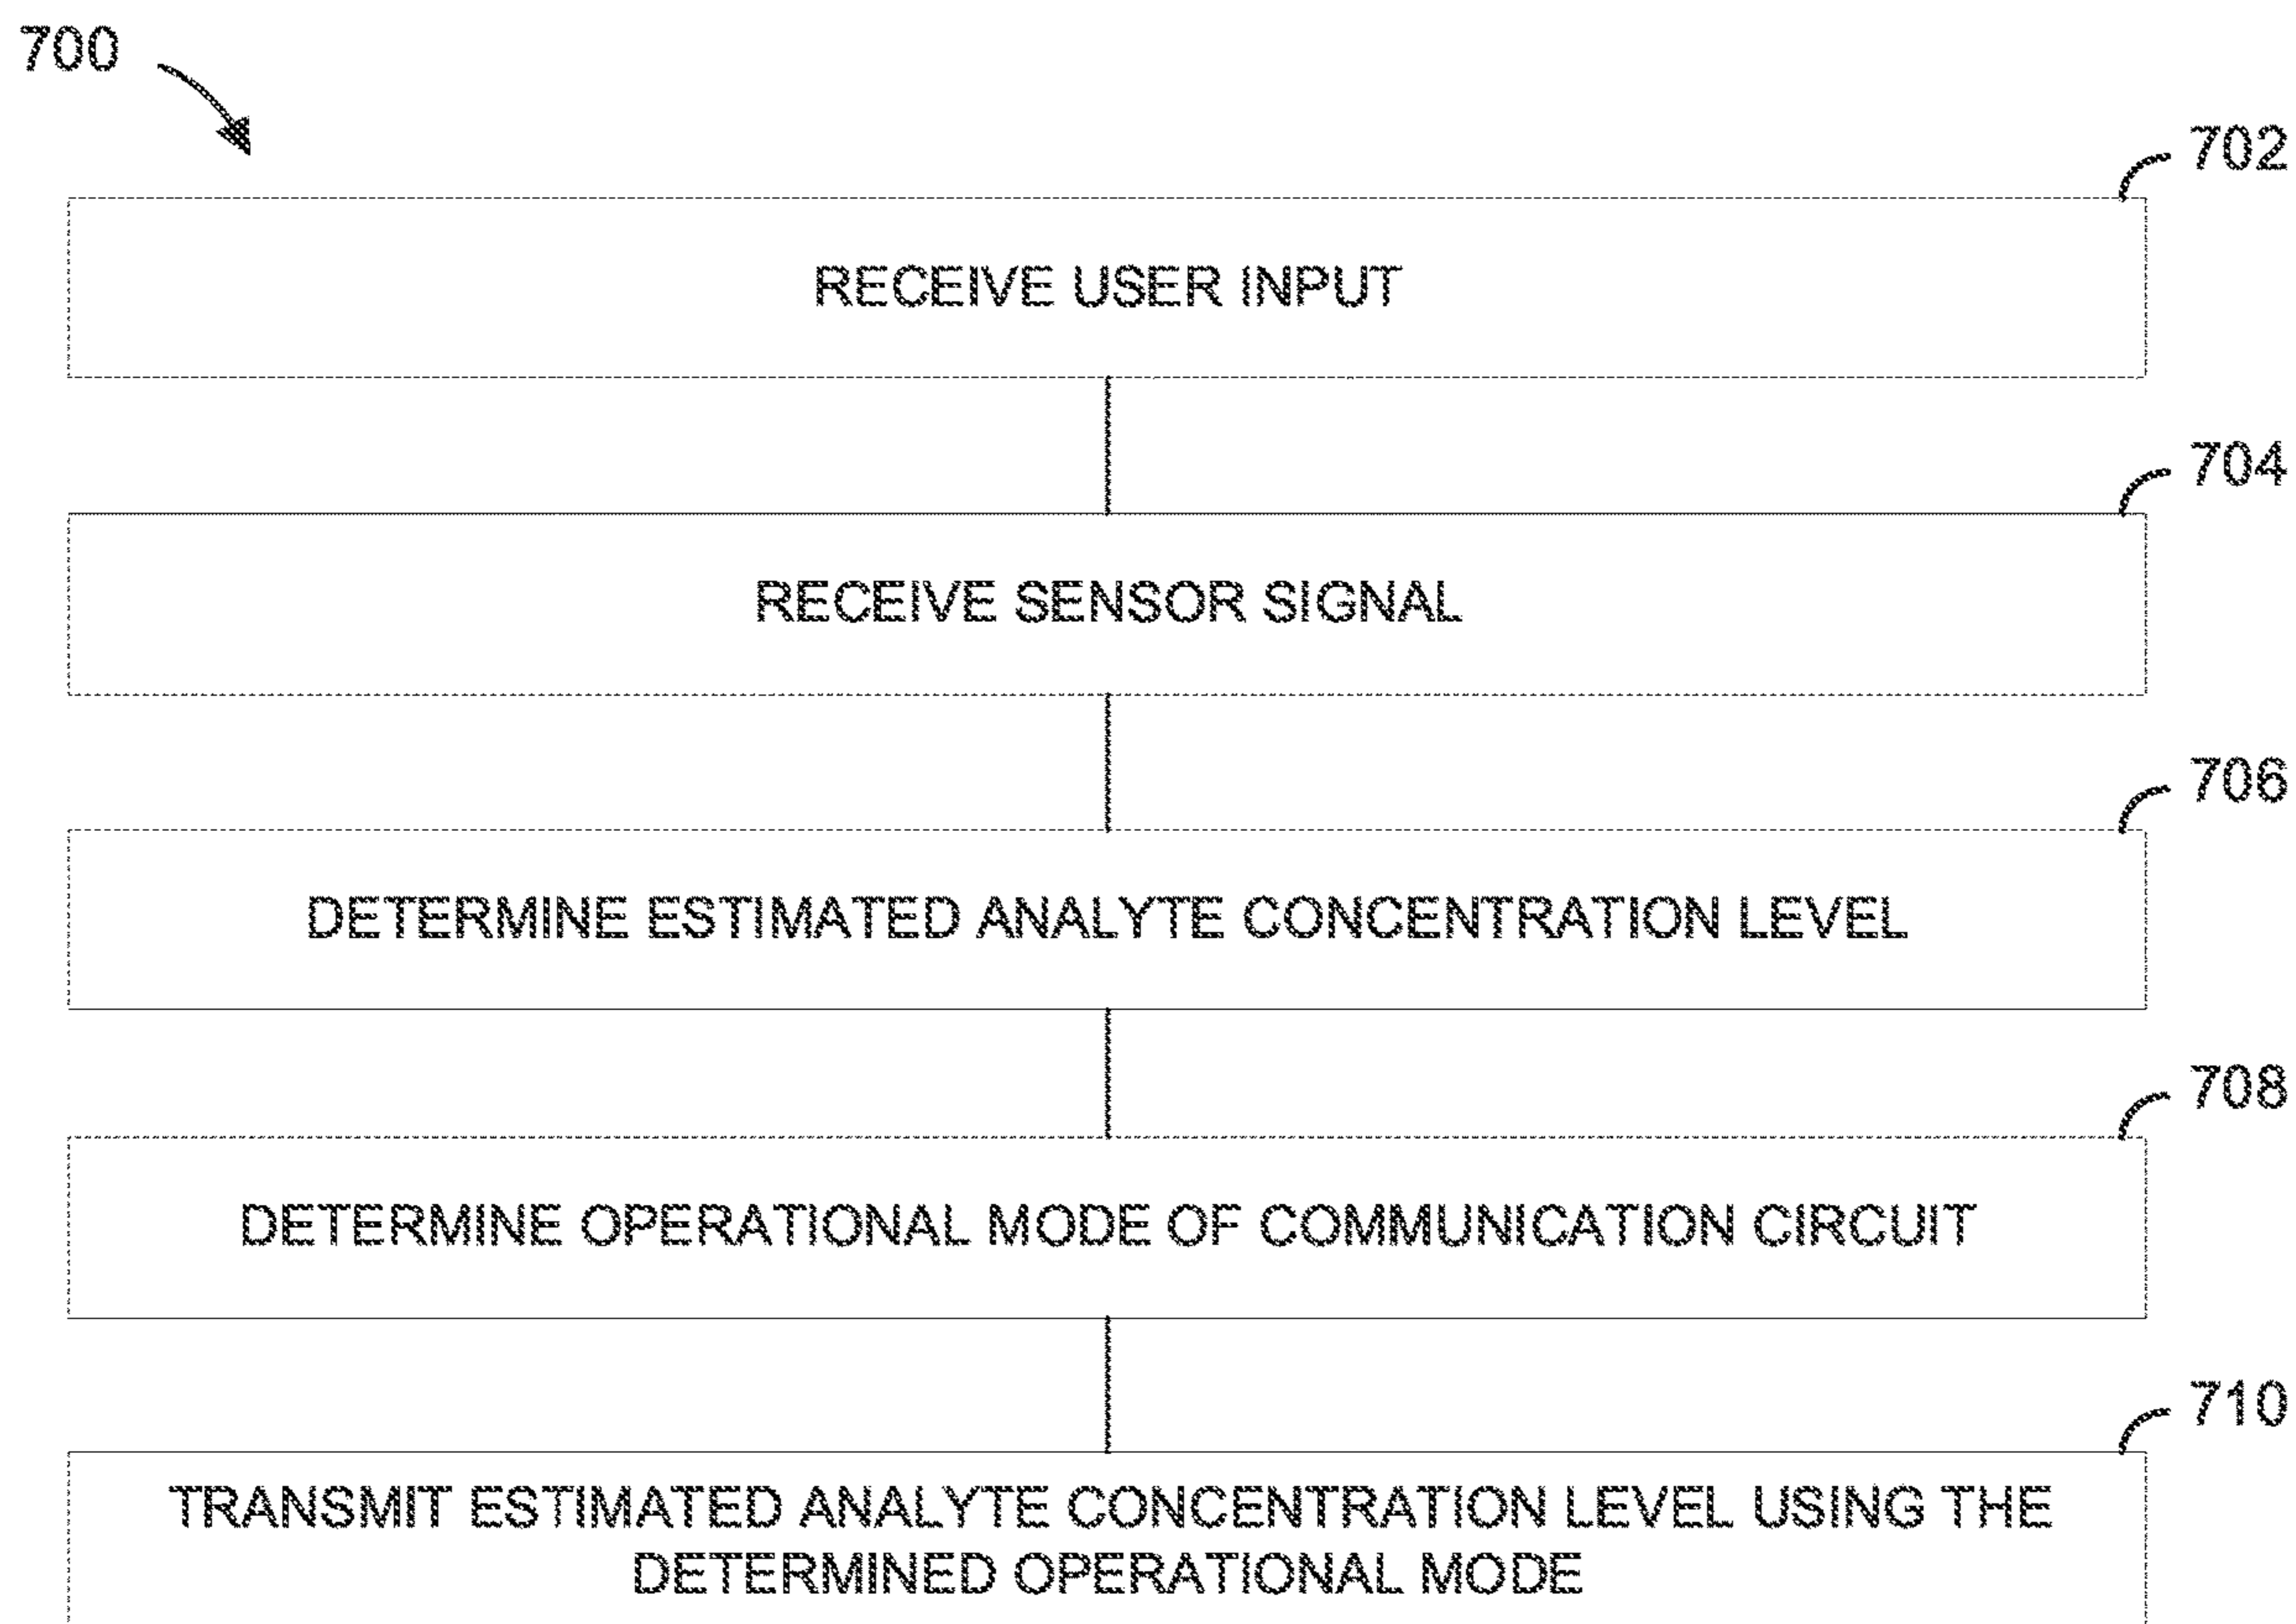 700
702
RECEIVE USER INPUT
704
RECEIVE SENSOR SIGNAL
706
DETERMINE ESTIMATED ANALYTE CONCENTRATION LEVEL
708
DETERMINE OPERATIONAL MODE OF COMMUNICATION CIRCUIT
710
TRANSMIT ESTIMATED ANALYTE CONCENTRATION LEVEL USING THE
DETERMINED OPERATIONAL MODE